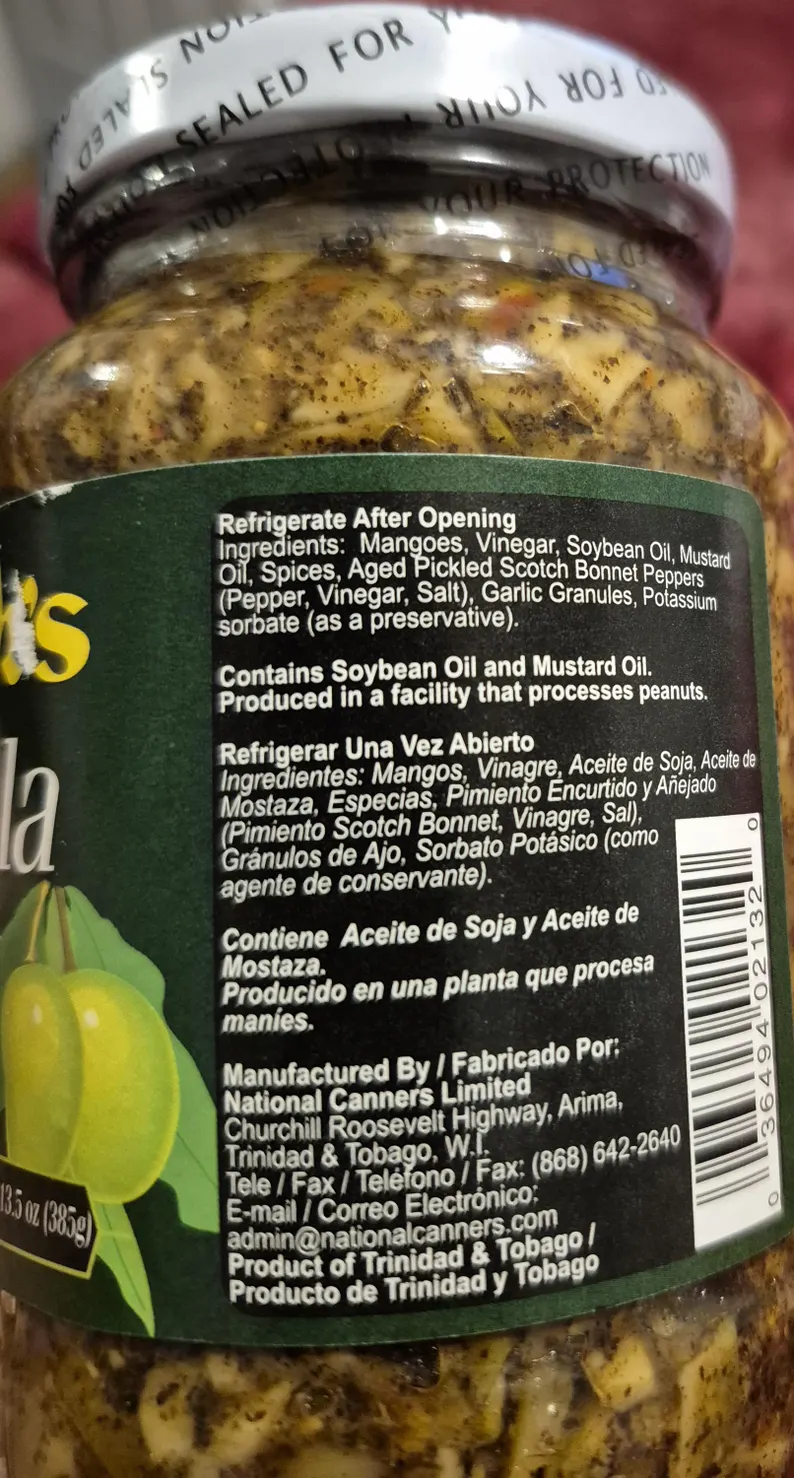 SEALED FOR
SEALED FOR YOUR
YOUR PROTECTION
's
la
13.5 oz (385g)
Refrigerate After Opening
Ingredients: Mangoes, Vinegar, Soybean Oil, Mustard
Oil, Spices, Aged Pickled Scotch Bonnet Peppers
(Pepper, Vinegar, Salt), Garlic Granules, Potassium
sorbate (as a preservative).
Contains Soybean Oil and Mustard Oil.
Produced in a facility that processes peanuts.
Refrigerar Una Vez Abierto
Ingredientes: Mangos, Vinagre, Aceite de Soja, Aceite de
Mostaza, Especias, Pimiento Encurtido y Añejado
(Pimiento Scotch Bonnet, Vinagre, Sal),
Gránulos de Ajo, Sorbato Potásico (como
agente de conservante).
Contiene Aceite de Soja y Aceite de
Mostaza.
Producido en una planta que procesa
maníes.
Manufactured By / Fabricado Por:
National Canners Limited
Churchill Roosevelt Highway, Arima,
Trinidad & Tobago, W.I.
Tele / Fax / Teléfono / Fax: (868) 642-2640
E-mail / Correo Electrónico:
admin@nationalcanners.com
Product of Trinidad & Tobago /
Producto de Trinidad y Tobago
0 36494 02132 0